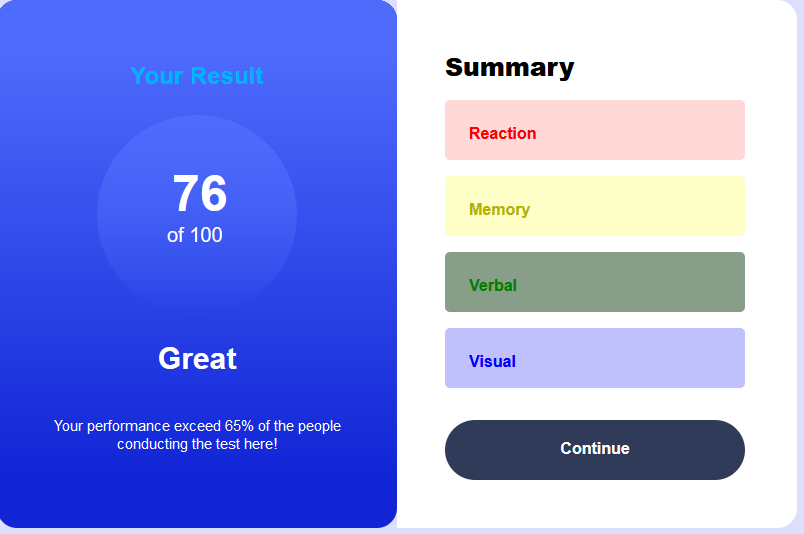 Your Result
76
of 100
Great
Your performance exceed 65% of the people
conducting the test here!
Summary
Reaction
Memory
Verbal
Visual
Continue